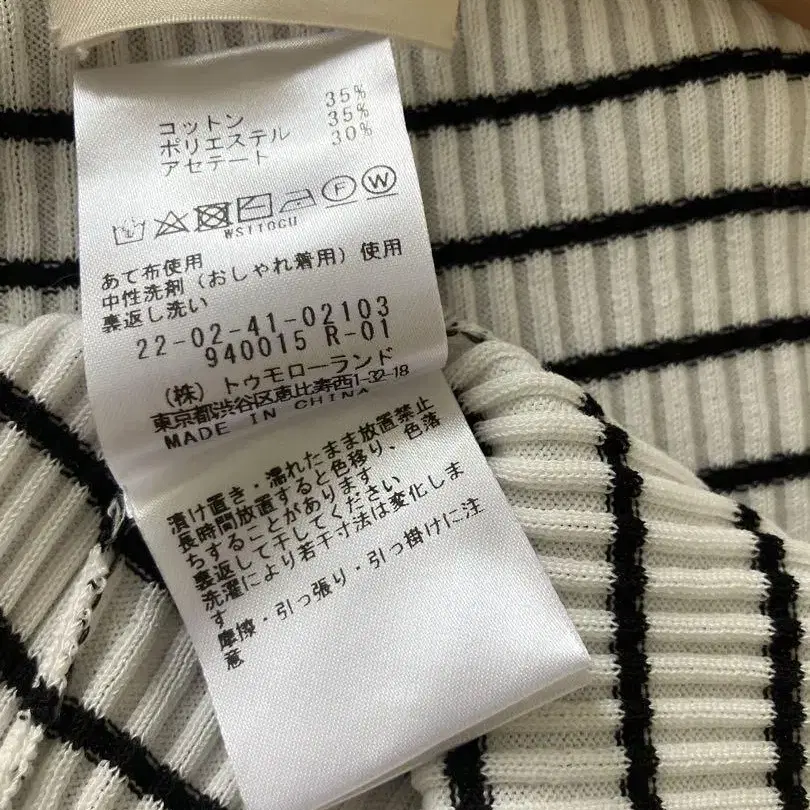 コットン 35%
ポリエステル 35%
アセテート 30%
F W
WS11OCU
あて布使用
中性洗剤（おしゃれ着用）使用
裏返し洗い
22-02-41-02103
940015 R-01
（株）トゥモローランド
東京都渋谷区恵比寿西1-32-18
MADE IN CHINA
漬け置き・濡れたまま放置禁止
長時間放置すると色移り、色落
ちすることがあります
裏返して干してください
洗濯により若干寸法は変化しま
す
摩擦・引っ張り・引っ掛けに注
意